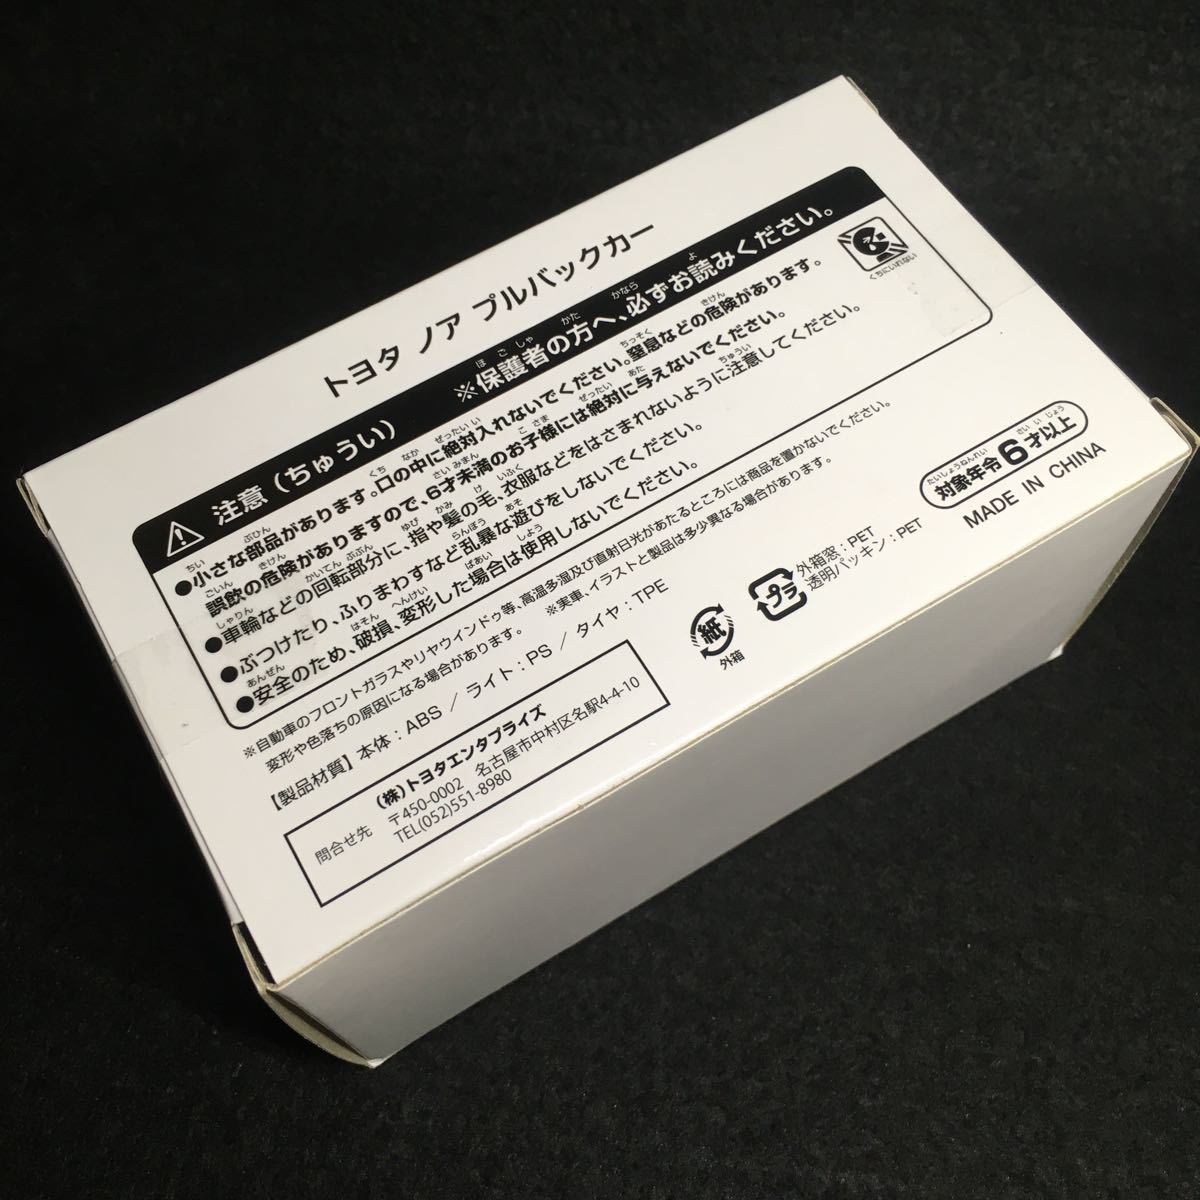 トヨタ ノア プルバックカー
注意(ちゅうい) ※保護者の方へ、必ずお読みください。
●小さな部品があります。口の中に絶対入れないでください。窒息などの危険があります。
誤飲の危険がありますので、6才未満のお子様には絶対に与えないでください。
●車輪などの回転部分に、指や髪の毛、衣服などをはさまれないように注意してください。
●ぶつけたり、ふりまわすなど乱暴な遊びをしないでください。
●安全のため、破損、変形した場合は使用しないでください。
くちにいれない
※自動車のフロントガラスやリヤウインドゥ等、高温多湿及び直射日光があたるところには商品を置かないでください。
変形や色落ちの原因になる場合があります。 ※実車、イラストと製品は多少異なる場合があります。
【製品材質】本体:ABS / ライト:PS / タイヤ:TPE
対象年令6才以上
MADE IN CHINA
紙
外箱
プラ
外箱窓:PET
透明パッキン:PET
問合せ先
(株)トヨタエンタプライズ
〒450-0002 名古屋市中村区名駅4-4-10
TEL(052)551-8980